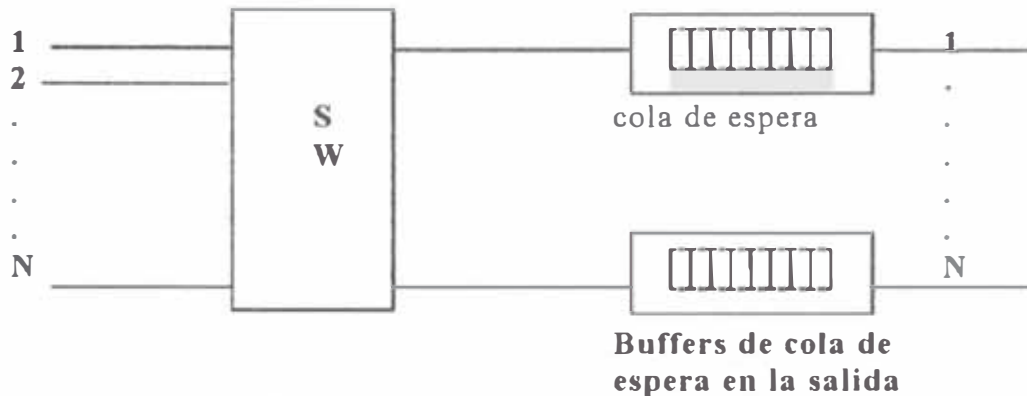 1
2
.
.
.
.
N
S
W
cola de espera
1
.
.
.
.
.
N
Buffers de cola de
espera en la salida